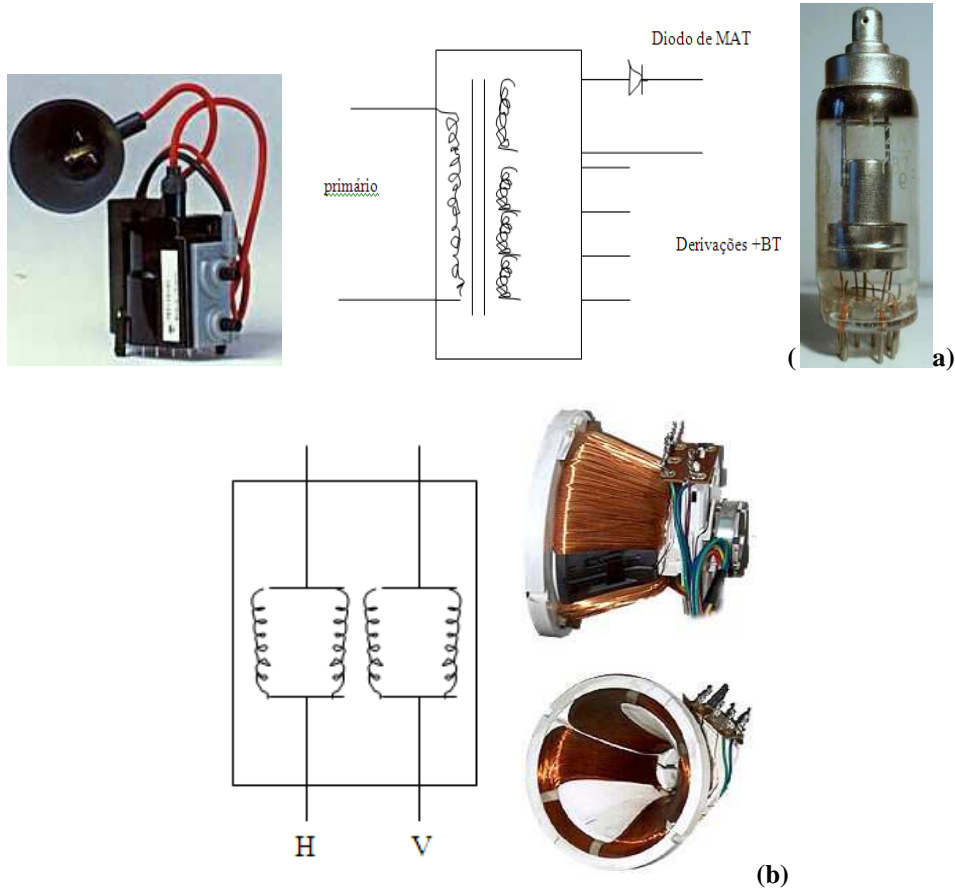 Diodo de MAT
primário
Derivações +BT
( a)
H V
(b)